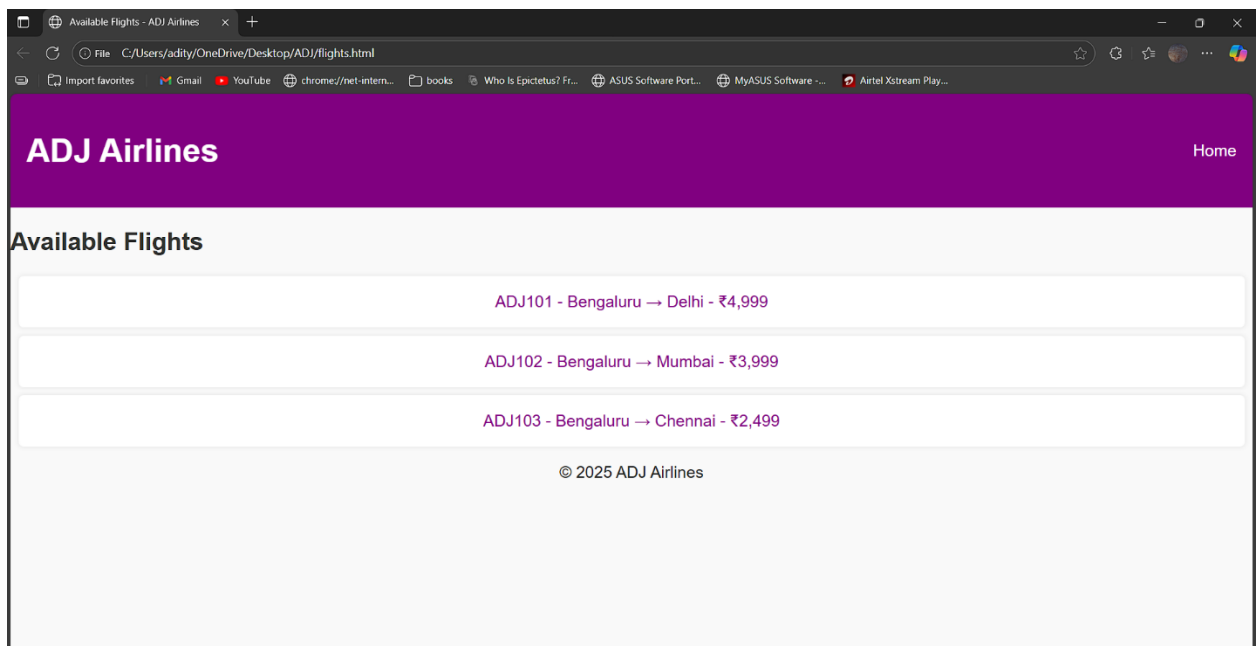 Available Flights - ADJ Airlines
File C:/Users/adity/OneDrive/Desktop/ADJ/flights.html
Import favorites Gmail YouTube chrome://net-intern... books Who Is Epictetus? Fr... ASUS Software Port... MyASUS Software -... Airtel Xstream Play...
ADJ Airlines Home
Available Flights
ADJ101 - Bengaluru → Delhi - ₹4,999
ADJ102 - Bengaluru → Mumbai - ₹3,999
ADJ103 - Bengaluru → Chennai - ₹2,499
© 2025 ADJ Airlines